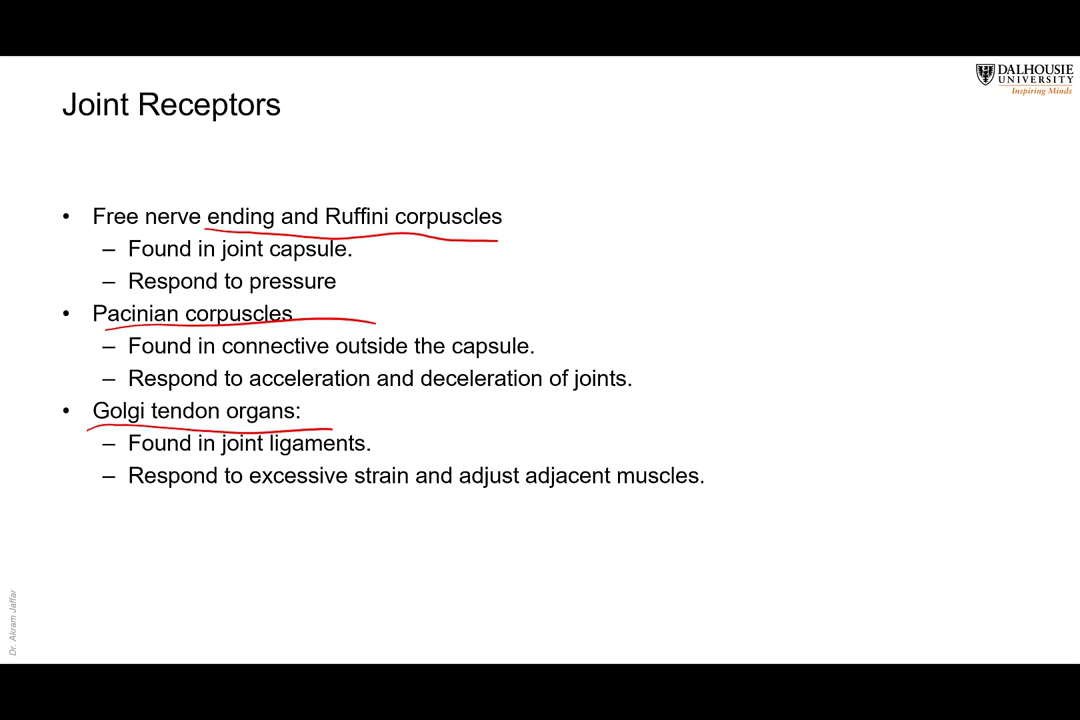 DALHOUSIE
UNIVERSITY
Inspiring Minds
Joint Receptors
• Free nerve ending and Ruffini corpuscles
– Found in joint capsule.
– Respond to pressure
• Pacinian corpuscles
– Found in connective outside the capsule.
– Respond to acceleration and deceleration of joints.
• Golgi tendon organs:
– Found in joint ligaments.
– Respond to excessive strain and adjust adjacent muscles.
Dr. Akram Jaffar